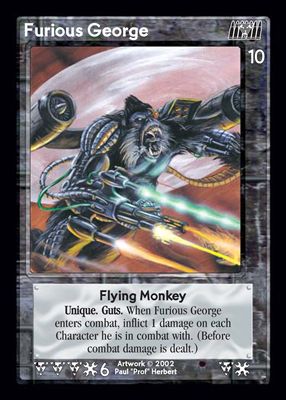 Furious George
10
Flying Monkey
Unique. Guts. When Furious George
enters combat, inflict 1 damage on each
Character he is in combat with. (Before
combat damage is dealt.)
6
Artwork © 2002
Paul "Prof" Herbert